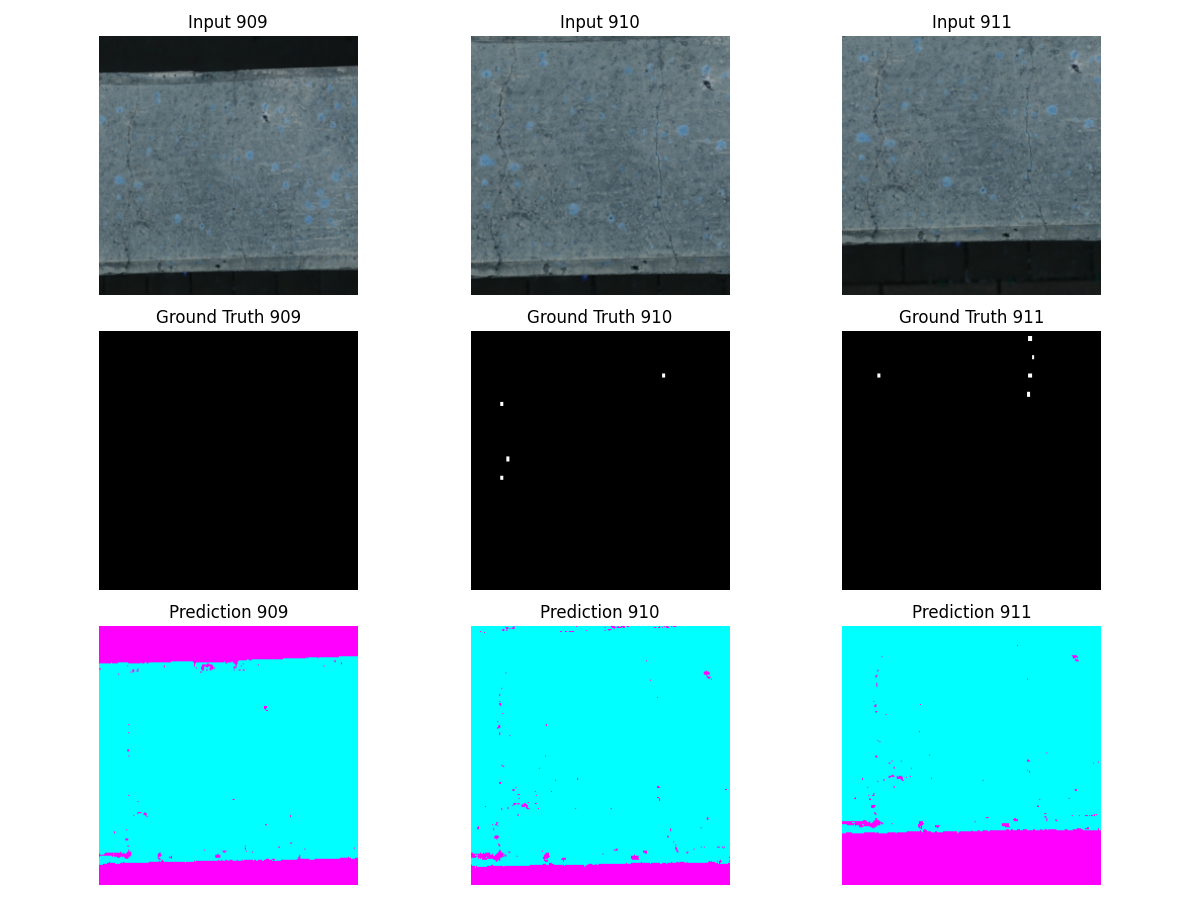 Input 909
Input 910
Input 911
Ground Truth 909
Ground Truth 910
Ground Truth 911
Prediction 909
Prediction 910
Prediction 911